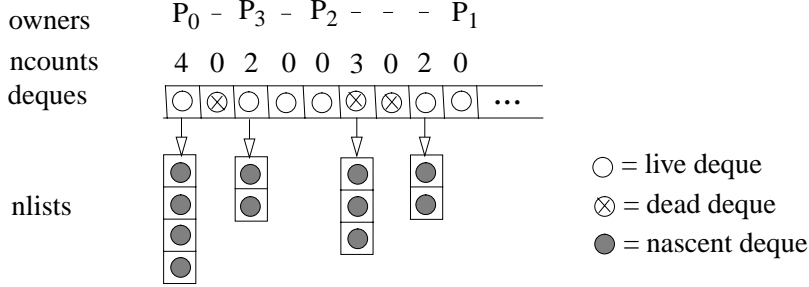 owners P0 – P3 – P2 – – – P1
ncounts 4 0 2 0 0 3 0 2 0
deques ...
nlists
= live deque
= dead deque
= nascent deque